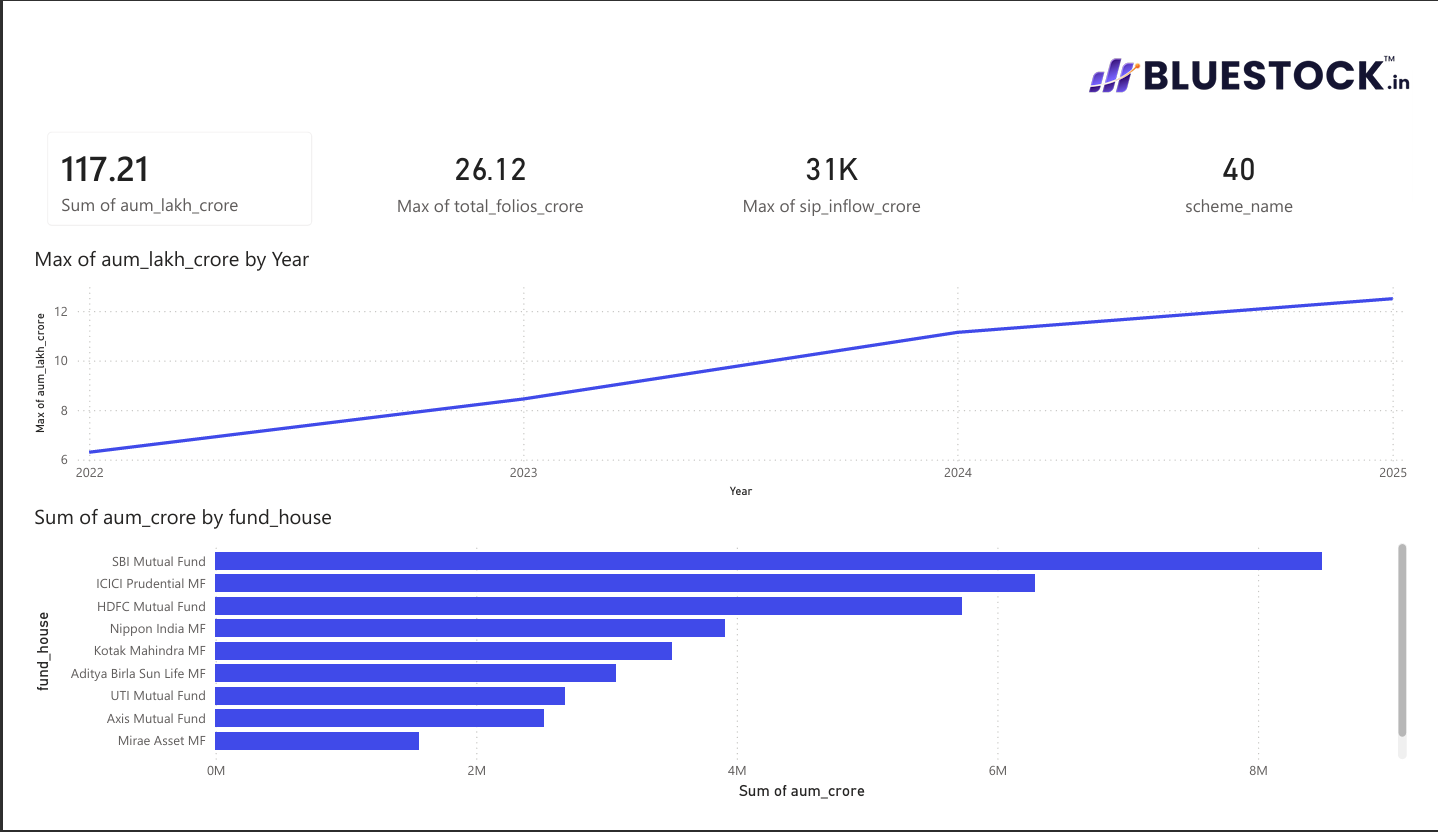 BLUESTOCK.in™
117.21
Sum of aum_lakh_crore
26.12
Max of total_folios_crore
31K
Max of sip_inflow_crore
40
scheme_name
Max of aum_lakh_crore by Year
Max of aum_lakh_crore
12
10
8
6
2022 2023 2024 2025
Year
Sum of aum_crore by fund_house
fund_house
SBI Mutual Fund
ICICI Prudential MF
HDFC Mutual Fund
Nippon India MF
Kotak Mahindra MF
Aditya Birla Sun Life MF
UTI Mutual Fund
Axis Mutual Fund
Mirae Asset MF
0M 2M 4M 6M 8M
Sum of aum_crore